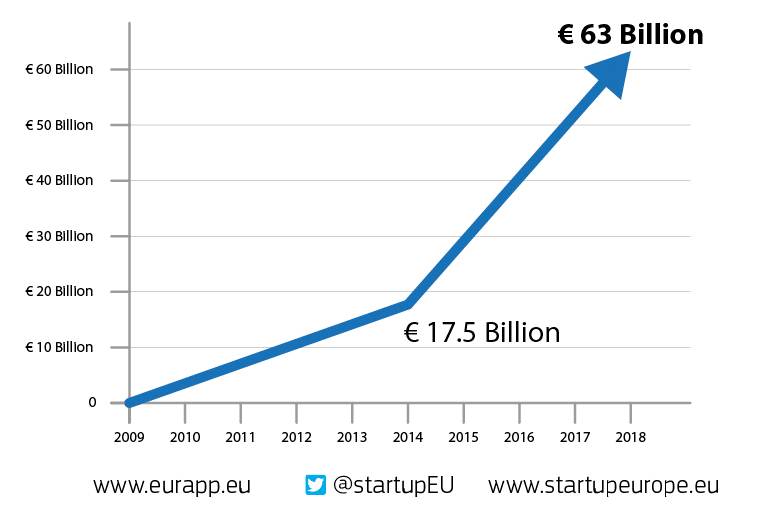 € 63 Billion
€ 60 Billion
€ 50 Billion
€ 40 Billion
€ 30 Billion
€ 20 Billion
€ 17.5 Billion
€ 10 Billion
0
2009 2010 2011 2012 2013 2014 2015 2016 2017 2018
www.eurapp.eu @startupEU www.startupeurope.eu